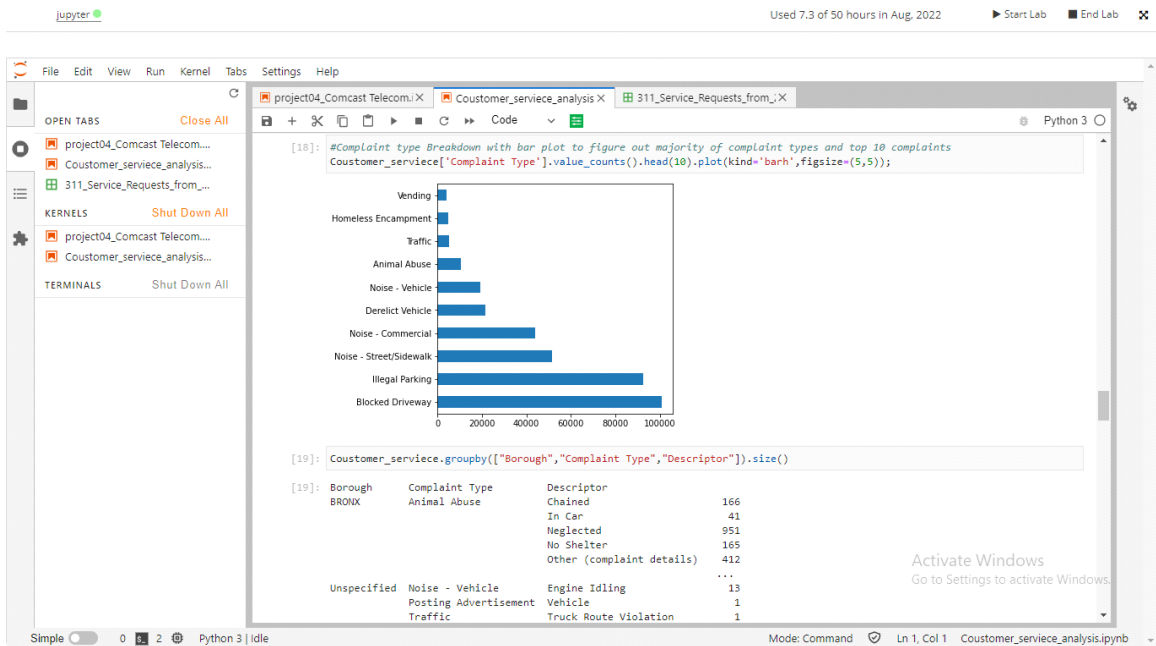 jupyter
Used 7.3 of 50 hours in Aug, 2022
Start Lab
End Lab
File Edit View Run Kernel Tabs Settings Help
OPEN TABS Close All
project04_Comcast Telecom....
Coustomer_serviece_analysis...
311_Service_Requests_from_...
KERNELS Shut Down All
project04_Comcast Telecom....
Coustomer_serviece_analysis...
TERMINALS Shut Down All
project04_Comcast Telecom.i
Coustomer_serviece_analysis
311_Service_Requests_from_
Code
Python 3
[18]: #Complaint type Breakdown with bar plot to figure out majority of complaint types and top 10 complaints
Coustomer_serviece['Complaint Type'].value_counts().head(10).plot(kind='barh',figsize=(5,5));
Vending
Homeless Encampment
Traffic
Animal Abuse
Noise - Vehicle
Derelict Vehicle
Noise - Commercial
Noise - Street/Sidewalk
Illegal Parking
Blocked Driveway
0 20000 40000 60000 80000 100000
[19]: Coustomer_serviece.groupby(["Borough","Complaint Type","Descriptor"]).size()
[19]: Borough Complaint Type Descriptor
BRONX Animal Abuse Chained 166
In Car 41
Neglected 951
No Shelter 165
Other (complaint details) 412
...
Unspecified Noise - Vehicle Engine Idling 13
Posting Advertisement Vehicle 1
Traffic Truck Route Violation 1
Activate Windows
Go to Settings to activate Windows.
Simple 0 2 Python 3 | Idle
Mode: Command Ln 1, Col 1 Coustomer_serviece_analysis.ipynb